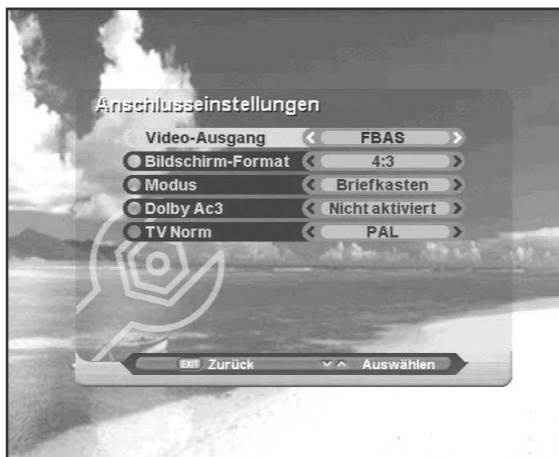 Anschlusseinstellungen
Video-Ausgang FBAS
Bildschirm-Format 4:3
Modus Briefkasten
Dolby Ac3 Nicht aktiviert
TV Norm PAL
EXIT Zurück Auswählen